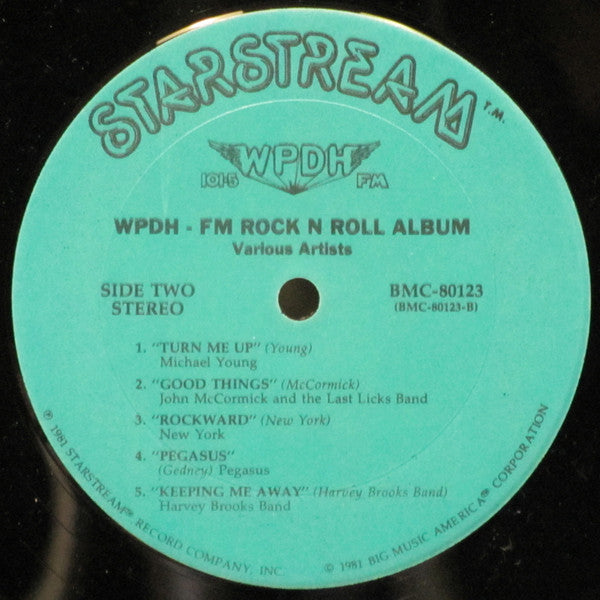 STARSTREAM T.M.
101·5 WPDH FM
WPDH - FM ROCK N ROLL ALBUM
Various Artists
SIDE TWO
STEREO
BMC-80123
(BMC-80123-B)
1. "TURN ME UP" (Young)
Michael Young
2. "GOOD THINGS" (McCormick)
John McCormick and the Last Licks Band
3. "ROCKWARD" (New York)
New York
4. "PEGASUS"
(Gedney) Pegasus
5. "KEEPING ME AWAY" (Harvey Brooks Band)
Harvey Brooks Band
℗ 1981 STARSTREAM® RECORD COMPANY, INC.
© 1981 BIG MUSIC AMERICA® CORPORATION